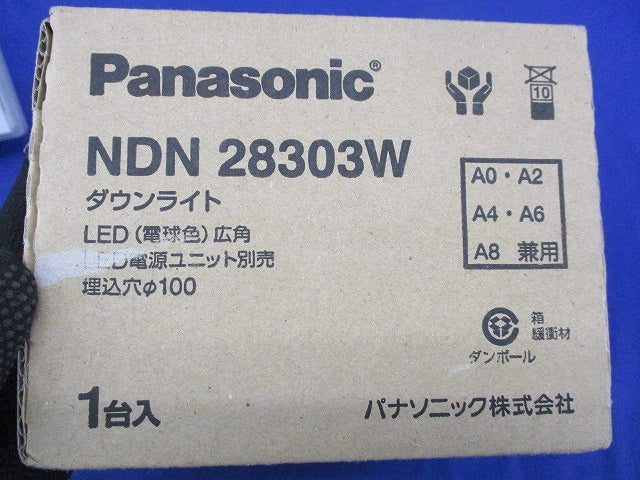 Panasonic®
NDN 28303W
ダウンライト
LED（電球色）広角
LED電源ユニット別売
埋込穴φ100
1台入
10
A0・A2
A4・A6
A8 兼用
箱
緩衝材
ダンボール
パナソニック株式会社